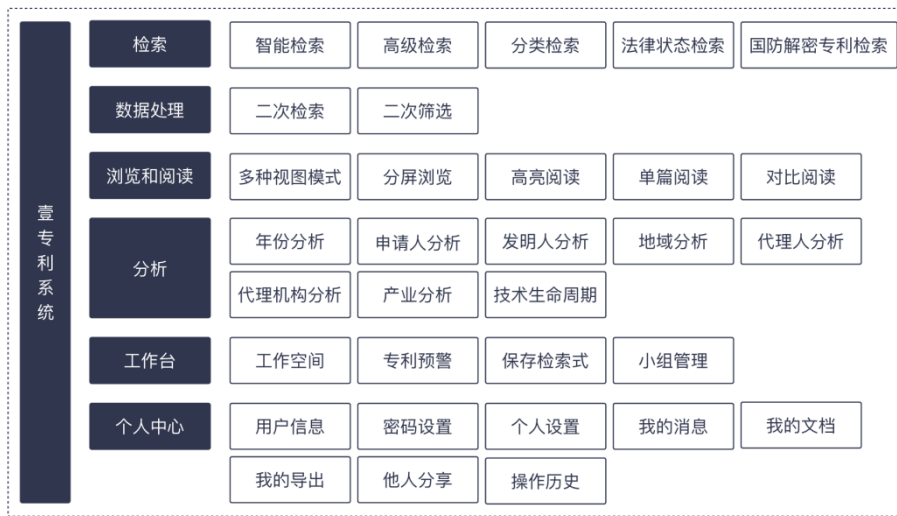 壹专利系统
检索
智能检索
高级检索
分类检索
法律状态检索
国防解密专利检索
数据处理
二次检索
二次筛选
浏览和阅读
多种视图模式
分屏浏览
高亮阅读
单篇阅读
对比阅读
分析
年份分析
申请人分析
发明人分析
地域分析
代理人分析
代理机构分析
产业分析
技术生命周期
工作台
工作空间
专利预警
保存检索式
小组管理
个人中心
用户信息
密码设置
个人设置
我的消息
我的文档
我的导出
他人分享
操作历史